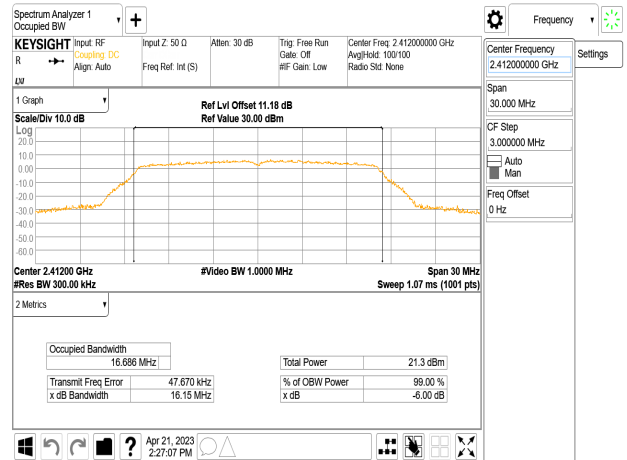 Spectrum Analyzer 1
Occupied BW
Frequency
KEYSIGHT
R
LXI
Input: RF
Coupling: DC
Align: Auto
Input Z: 50 Ω
Freq Ref: Int (S)
Atten: 30 dB
Trig: Free Run
Gate: Off
#IF Gain: Low
Center Freq: 2.412000000 GHz
Avg|Hold: 100/100
Radio Std: None
Center Frequency
2.412000000 GHz
Settings
Span
30.000 MHz
CF Step
3.000000 MHz
Auto
Man
Freq Offset
0 Hz
1 Graph
Ref Lvl Offset 11.18 dB
Scale/Div 10.0 dB
Ref Value 30.00 dBm
Log
20.0
10.0
0.00
-10.0
-20.0
-30.0
-40.0
-50.0
-60.0
Center 2.41200 GHz
#Video BW 1.0000 MHz
Span 30 MHz
#Res BW 300.00 kHz
Sweep 1.07 ms (1001 pts)
2 Metrics
Occupied Bandwidth
16.686 MHz
Total Power 21.3 dBm
Transmit Freq Error 47.670 kHz
% of OBW Power 99.00 %
x dB Bandwidth 16.15 MHz
x dB -6.00 dB
?
Apr 21, 2023
2:27:07 PM